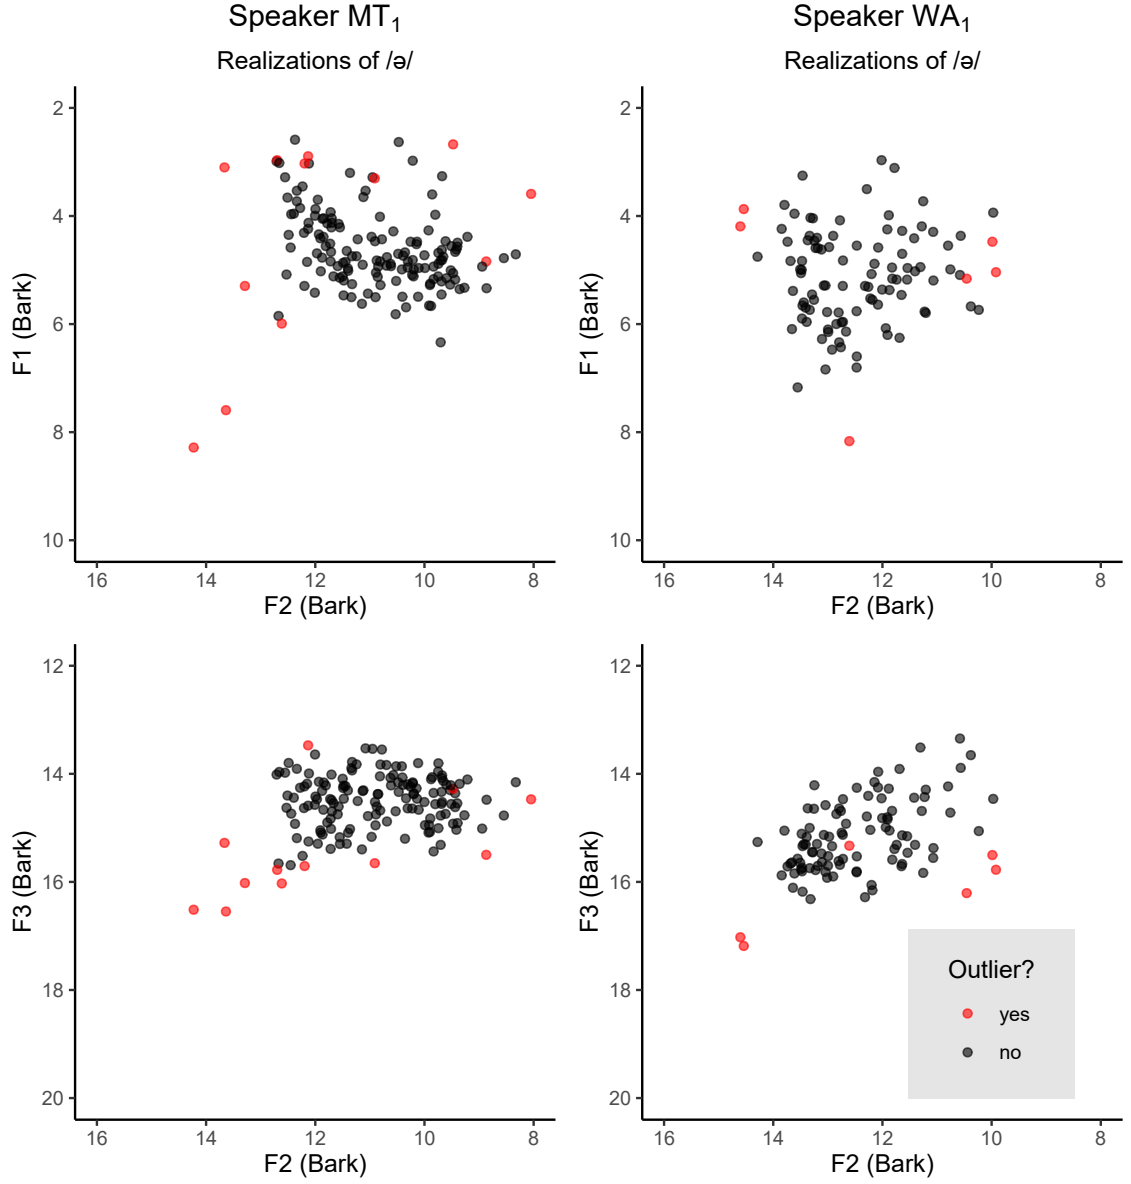 Speaker MT₁
Realizations of /ə/
2
4
6
8
10
F1 (Bark)
16 14 12 10 8
F2 (Bark)
Speaker WA₁
Realizations of /ə/
2
4
6
8
10
F1 (Bark)
16 14 12 10 8
F2 (Bark)
12
14
16
18
20
F3 (Bark)
16 14 12 10 8
F2 (Bark)
12
14
16
18
20
F3 (Bark)
16 14 12 10 8
F2 (Bark)
Outlier?
yes
no